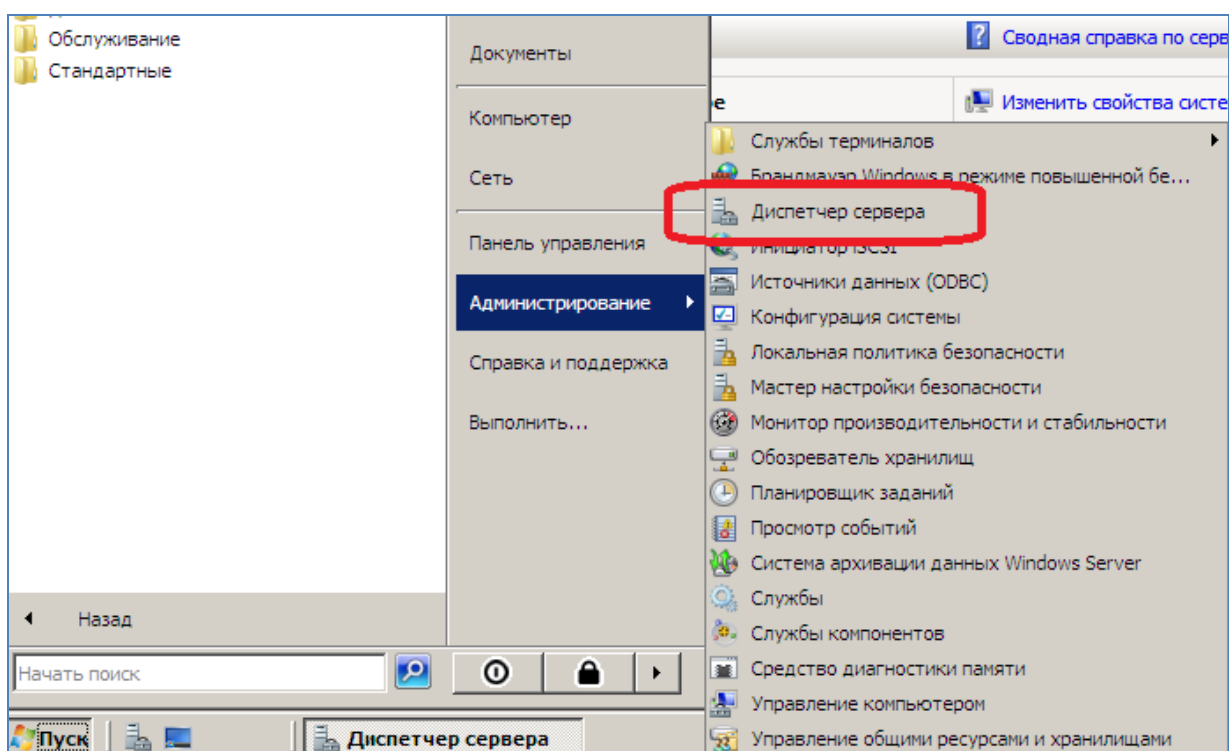 Обслуживание
Стандартные
Назад
Начать поиск
Документы
Компьютер
Сеть
Панель управления
Администрирование
Справка и поддержка
Выполнить...
Сводная справка по серв
е
Изменить свойства систе
Службы терминалов
Брандмауэр Windows в режиме повышенной бе...
Диспетчер сервера
Инициатор iSCSI
Источники данных (ODBC)
Конфигурация системы
Локальная политика безопасности
Мастер настройки безопасности
Монитор производительности и стабильности
Обозреватель хранилищ
Планировщик заданий
Просмотр событий
Система архивации данных Windows Server
Службы
Службы компонентов
Средство диагностики памяти
Управление компьютером
Управление общими ресурсами и хранилищами
Пуск
Диспетчер сервера